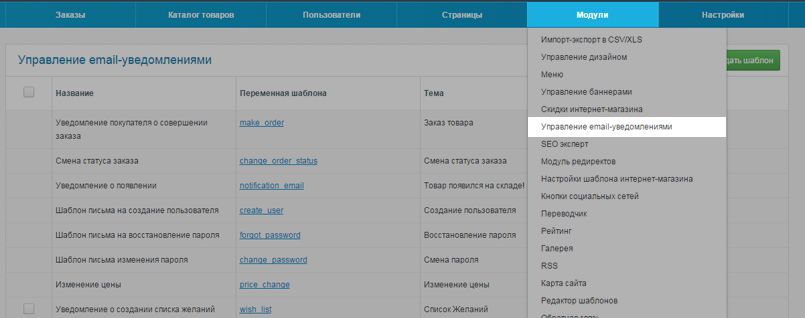 Заказы Каталог товаров Пользователи Страницы Модули Настройки
Управление email-уведомлениями
дать шаблон
Название Переменная шаблона Тема
Уведомление покупателя о совершении
заказа
make_order Заказ товара
Смена статуса заказа change_order_status Смена статуса заказа
Уведомление о появлении notification_email Товар появился на складе!
Шаблон письма на создание пользователя create_user Создание пользователя
Шаблон письма на восстановление пароля forgot_password Восстановление пароля
Шаблон письма изменения пароля change_password Смена пароля
Изменение цены price_change Изменение цены
Уведомление о создании списка желаний wish_list Список Желаний
Импорт-экспорт в CSV/XLS
Управление дизайном
Меню
Управление баннерами
Скидки интернет-магазина
Управление email-уведомлениями
SEO эксперт
Модуль редиректов
Настройки шаблона интернет-магазина
Кнопки социальных сетей
Переводчик
Рейтинг
Галерея
RSS
Карта сайта
Редактор шаблонов
Обратная связь